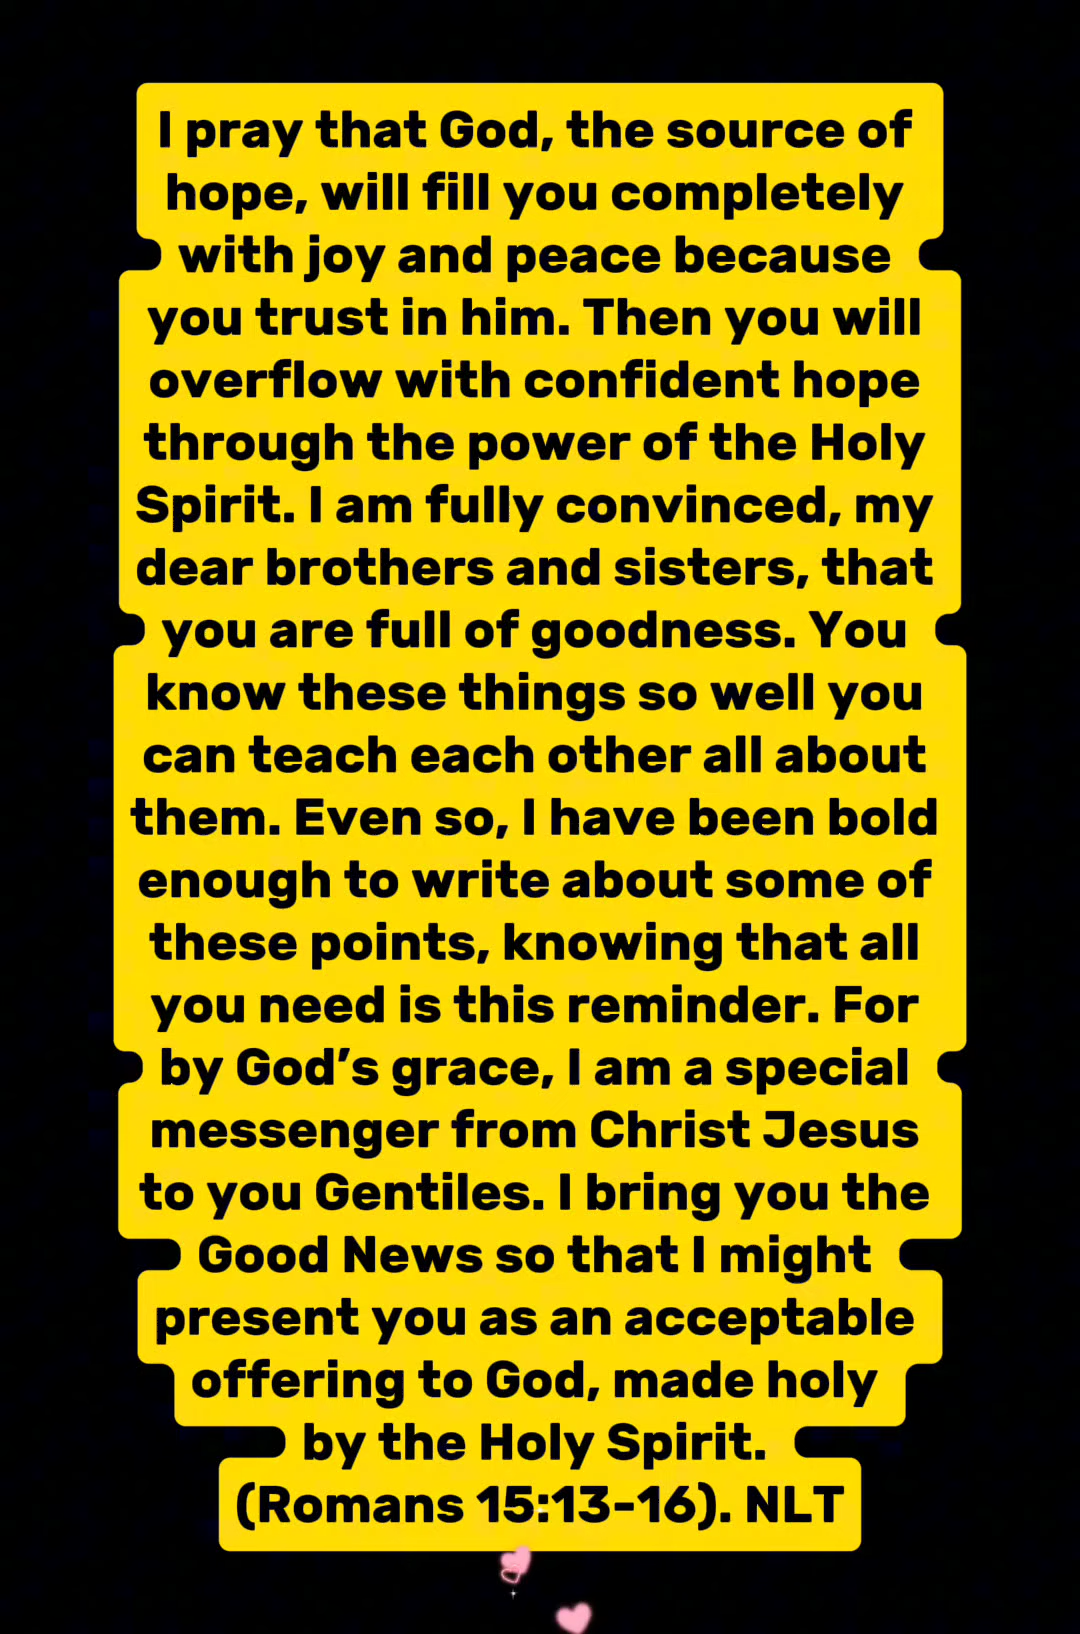 I pray that God, the source of
hope, will fill you completely
with joy and peace because
you trust in him. Then you will
overflow with confident hope
through the power of the Holy
Spirit. I am fully convinced, my
dear brothers and sisters, that
you are full of goodness. You
know these things so well you
can teach each other all about
them. Even so, I have been bold
enough to write about some of
these points, knowing that all
you need is this reminder. For
by God’s grace, I am a special
messenger from Christ Jesus
to you Gentiles. I bring you the
Good News so that I might
present you as an acceptable
offering to God, made holy
by the Holy Spirit.
(Romans 15:13-16). NLT